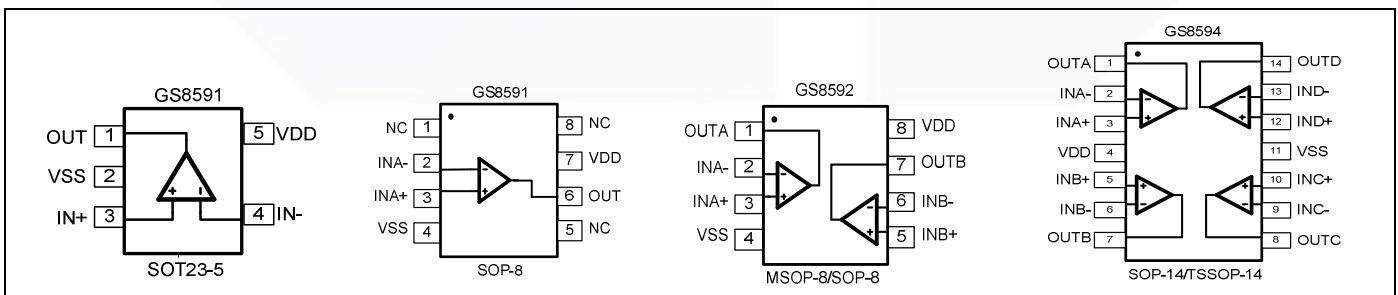 GS8591
OUT 1
5 VDD
VSS 2
IN+ 3
4 IN-
+ -
SOT23-5
GS8591
NC 1
8 NC
INA- 2
7 VDD
INA+ 3
6 OUT
VSS 4
5 NC
-
+
SOP-8
GS8592
OUTA 1
8 VDD
INA- 2
7 OUTB
INA+ 3
6 INB-
VSS 4
5 INB+
-
+
-
+
MSOP-8/SOP-8
GS8594
OUTA 1
14 OUTD
INA- 2
13 IND-
INA+ 3
12 IND+
VDD 4
11 VSS
INB+ 5
10 INC+
INB- 6
9 INC-
OUTB 7
8 OUTC
-
+
-
+
+
-
+
-
SOP-14/TSSOP-14